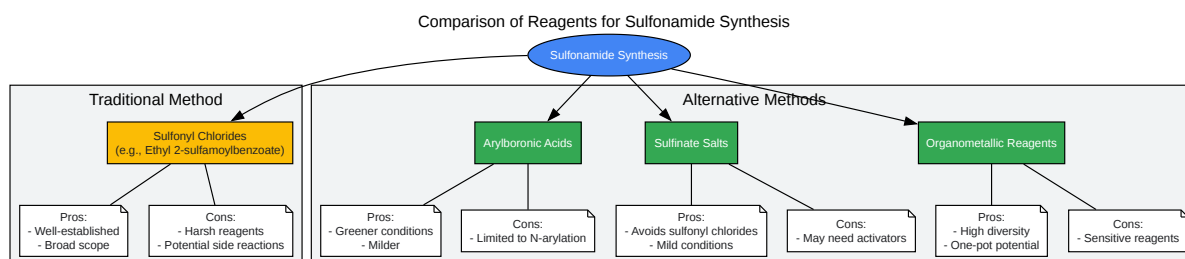 Comparison of Reagents for Sulfonamide Synthesis
Sulfonamide Synthesis
Traditional Method
Alternative Methods
Sulfonyl Chlorides
(e.g., Ethyl 2-sulfamoylbenzoate)
Arylboronic Acids
Sulfinate Salts
Organometallic Reagents
Pros:
- Well-established
- Broad scope
Cons:
- Harsh reagents
- Potential side reactions
Pros:
- Greener conditions
- Milder
Cons:
- Limited to N-arylation
Pros:
- Avoids sulfonyl chlorides
- Mild conditions
Cons:
- May need activators
Pros:
- High diversity
- One-pot potential
Cons:
- Sensitive reagents